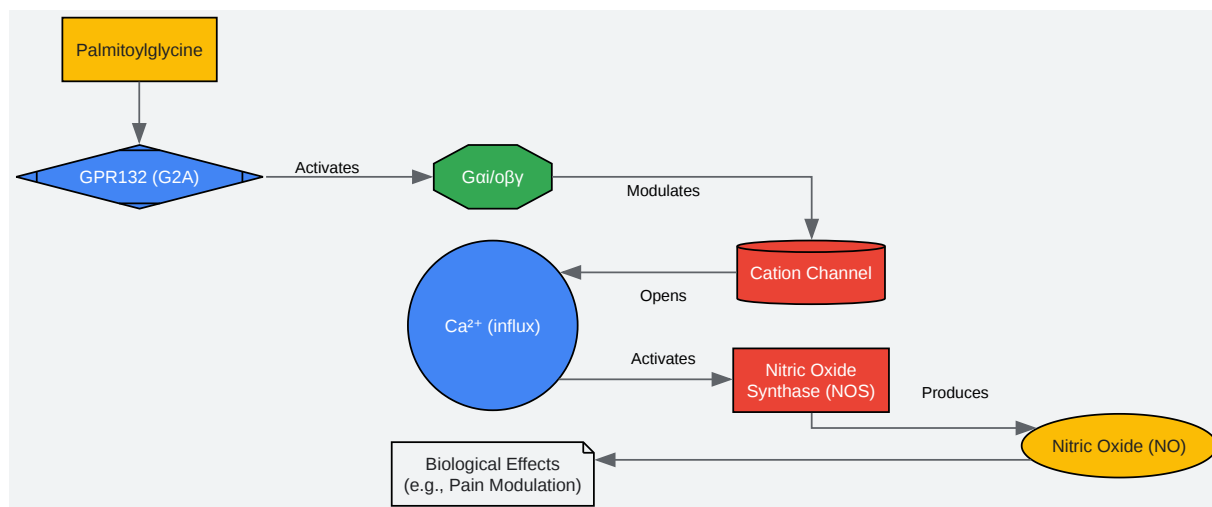 Palmitoylglycine
GPR132 (G2A)
Activates
Gαi/oβγ
Modulates
Cation Channel
Opens
Ca²⁺ (influx)
Activates
Nitric Oxide
Synthase (NOS)
Produces
Nitric Oxide (NO)
Biological Effects
(e.g., Pain Modulation)